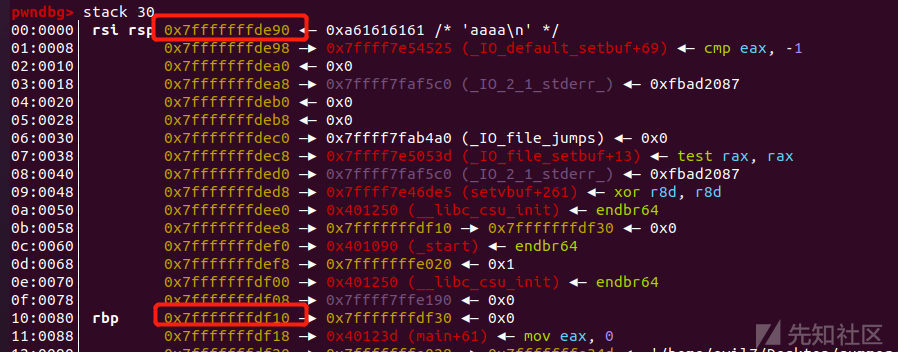 pwndbg> stack 30
00:0000│ rsi rsp 0x7fffffffde90 ◂— 0xa61616161 /* 'aaaa\n' */
01:0008│ 0x7fffffffde98 —▸ 0x7ffff7e54525 (_IO_default_setbuf+69) ◂— cmp eax, -1
02:0010│ 0x7fffffffdea0 ◂— 0x0
03:0018│ 0x7fffffffdea8 —▸ 0x7ffff7faf5c0 (_IO_2_1_stderr_) ◂— 0xfbad2087
04:0020│ 0x7fffffffdeb0 ◂— 0x0
05:0028│ 0x7fffffffdeb8 ◂— 0x0
06:0030│ 0x7fffffffdec0 —▸ 0x7ffff7fab4a0 (_IO_file_jumps) ◂— 0x0
07:0038│ 0x7fffffffdec8 —▸ 0x7ffff7e5053d (_IO_file_setbuf+13) ◂— test rax, rax
08:0040│ 0x7fffffffded0 —▸ 0x7ffff7faf5c0 (_IO_2_1_stderr_) ◂— 0xfbad2087
09:0048│ 0x7fffffffded8 —▸ 0x7ffff7e46de5 (setvbuf+261) ◂— xor r8d, r8d
0a:0050│ 0x7fffffffdee0 —▸ 0x401250 (__libc_csu_init) ◂— endbr64
0b:0058│ 0x7fffffffdee8 —▸ 0x7fffffffdf10 —▸ 0x7fffffffdf30 ◂— 0x0
0c:0060│ 0x7fffffffdef0 —▸ 0x401090 (_start) ◂— endbr64
0d:0068│ 0x7fffffffdef8 —▸ 0x7fffffffe020 ◂— 0x1
0e:0070│ 0x7fffffffdf00 —▸ 0x401250 (__libc_csu_init) ◂— endbr64
0f:0078│ 0x7fffffffdf08 —▸ 0x7ffff7ffe190 ◂— 0x0
10:0080│ rbp 0x7fffffffdf10 —▸ 0x7fffffffdf30 ◂— 0x0
11:0088│ 0x7fffffffdf18 —▸ 0x40123d (main+61) ◂— mov eax, 0
先知社区